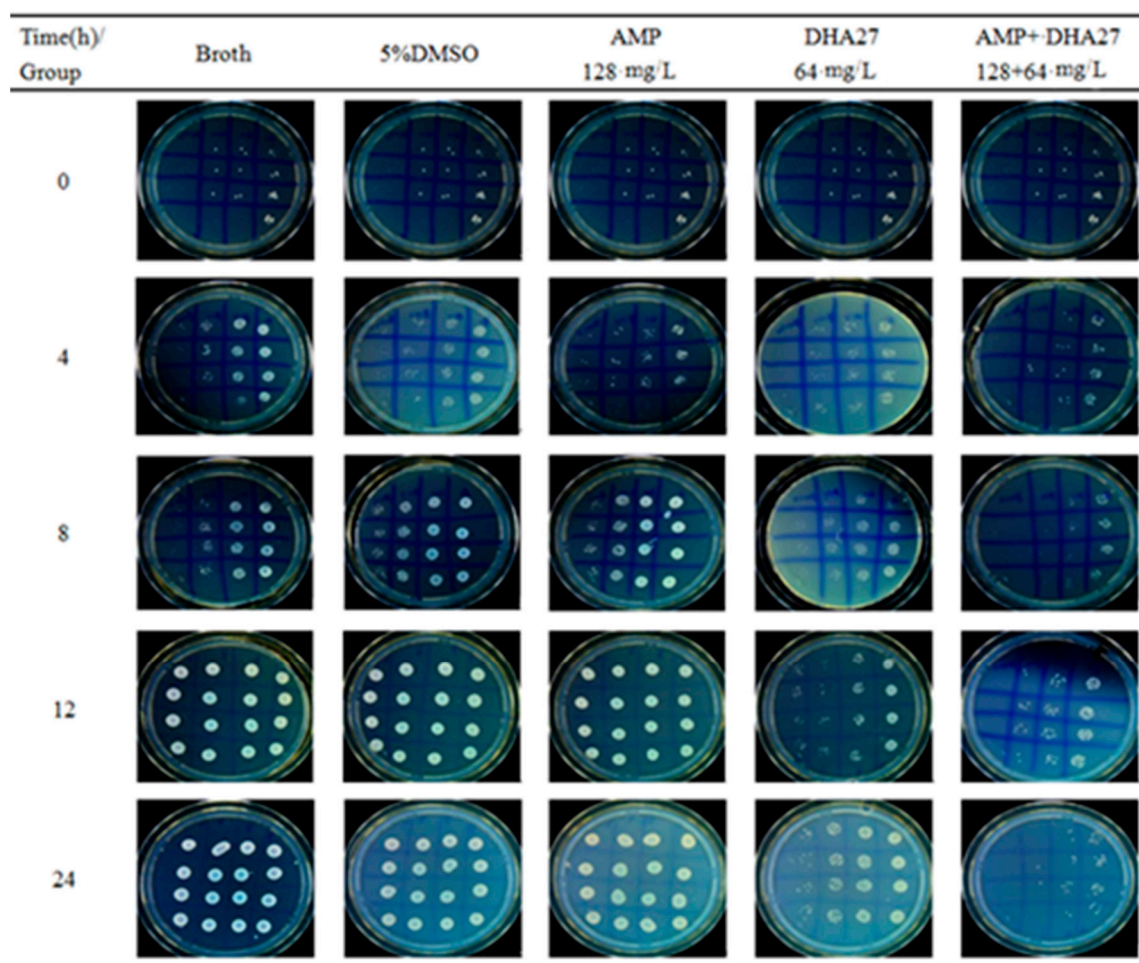 Time(h)/
Group
Broth
5%DMSO
AMP
128·mg/L
DHA27
64·mg/L
AMP+·DHA27
128+64·mg/L
0
4
8
12
24